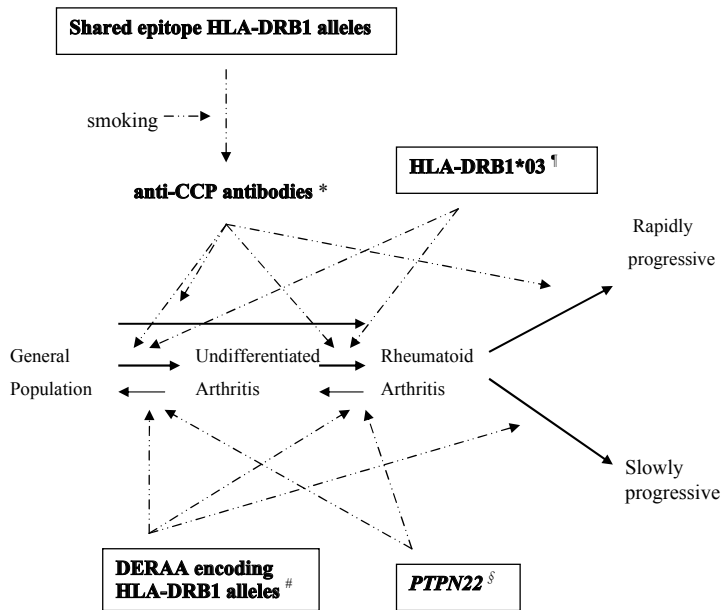 Shared epitope HLA-DRB1 alleles
smoking
anti-CCP antibodies *
HLA-DRB1*03 ¶
Rapidly
progressive
General
Population
Undifferentiated
Arthritis
Rheumatoid
Arthritis
Slowly
progressive
DERAA encoding
HLA-DRB1 alleles #
PTPN22 §